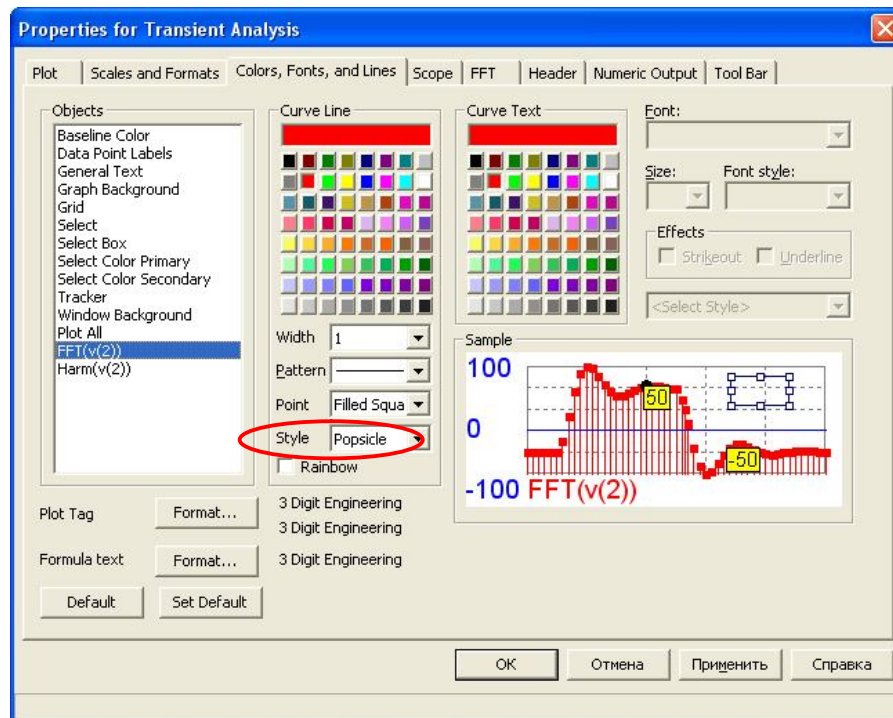 Properties for Transient Analysis
Plot
Scales and Formats
Colors, Fonts, and Lines
Scope
FFT
Header
Numeric Output
Tool Bar
Objects
Baseline Color
Data Point Labels
General Text
Graph Background
Grid
Select
Select Box
Select Color Primary
Select Color Secondary
Tracker
Window Background
Plot All
FFT(v(2))
Harm(v(2))
Curve Line
Width 1
Pattern
Point Filled Squa
Style Popsicle
Rainbow
Curve Text
Font:
Size:
Font style:
Effects
Strikeout
Underline
<Select Style>
Sample
100
50
0
-50
-100 FFT(v(2))
Plot Tag
Format...
3 Digit Engineering
3 Digit Engineering
Formula text
Format...
3 Digit Engineering
Default
Set Default
OK
Отмена
Применить
Справка